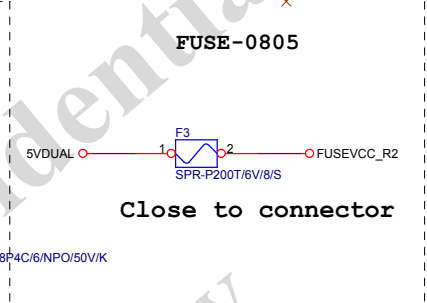 FUSE-0805
F3
5VDUAL
1
2
FUSEVCC_R2
SPR-P200T/6V/8/S
Close to connector
8P4C/6/NPO/50V/K